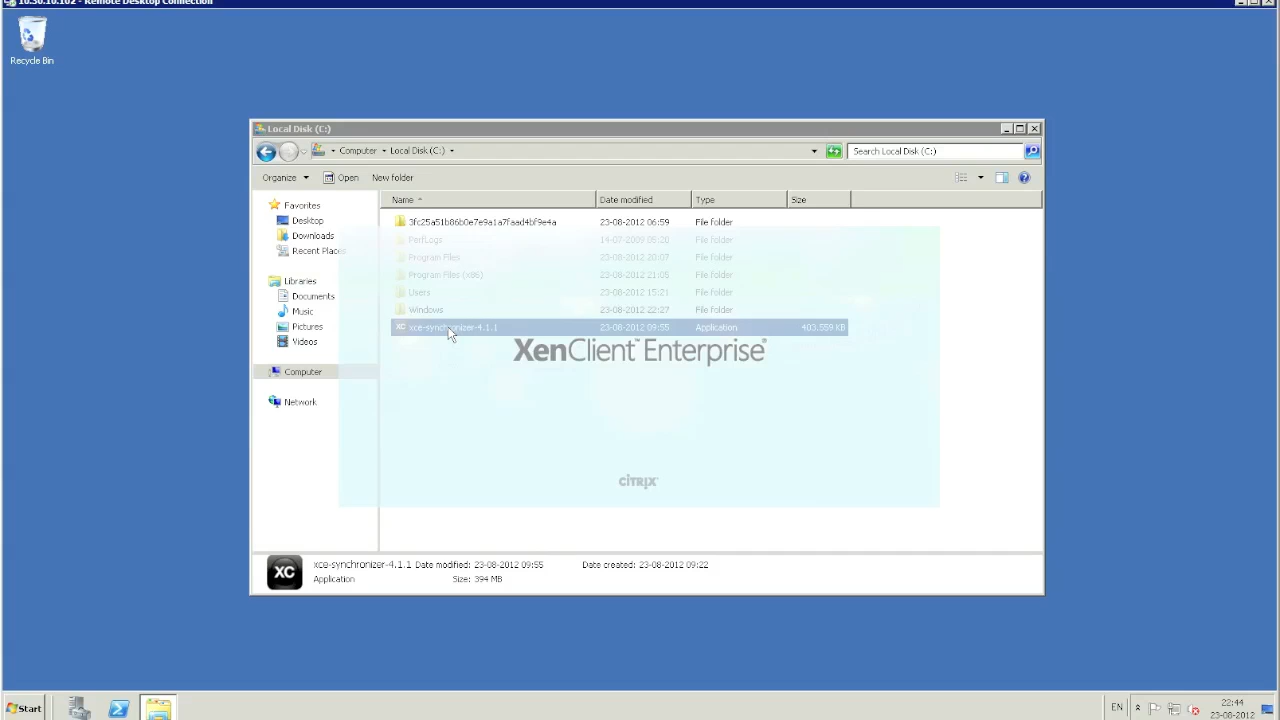 10.30.10.102 - Remote Desktop Connection
Recycle Bin
Local Disk (C:)
Computer Local Disk (C:)
Search Local Disk (C:)
Organize Open New folder
Name Date modified Type Size
Favorites
Desktop
Downloads
Recent Places
Libraries
Documents
Music
Pictures
Videos
Computer
Network
3fc25a51b86b0e7e9a1a7faad4bf9e4a 23-08-2012 06:59 File folder
PerfLogs 14-07-2009 05:20 File folder
Program Files 23-08-2012 20:07 File folder
Program Files (x86) 23-08-2012 21:05 File folder
Users 23-08-2012 15:21 File folder
Windows 23-08-2012 22:27 File folder
XC xce-synchronizer-4.1.1 23-08-2012 09:55 Application 403.559 KB
XenClient™ Enterprise®
CITRIX®
XC
xce-synchronizer-4.1.1 Date modified: 23-08-2012 09:55 Date created: 23-08-2012 09:22
Application Size: 394 MB
Start
EN
22:44
23-08-2012